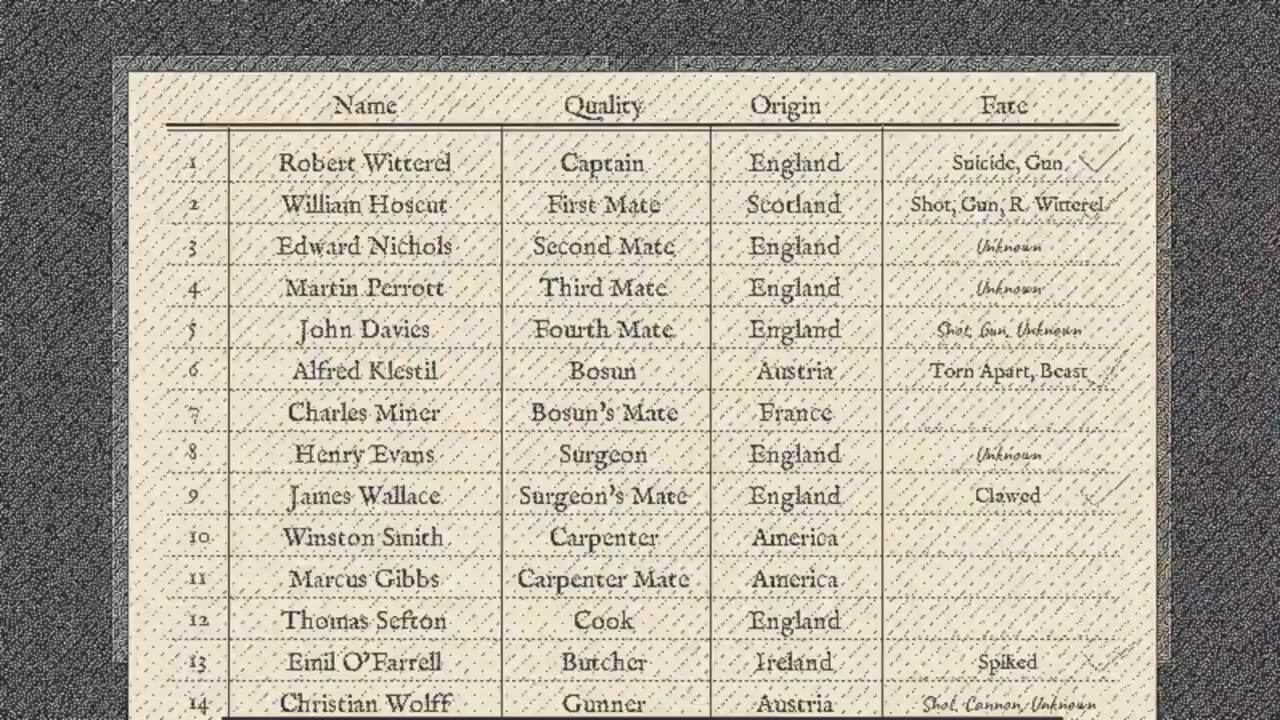 Name Quality Origin Fate
1 Robert Witterel Captain England Suicide, Gun
2 William Hoscut First Mate Scotland Shot, Gun, R. Witterel
3 Edward Nichols Second Mate England Unknown
4 Martin Perrott Third Mate England Unknown
5 John Davies Fourth Mate England Shot, Gun, Unknown
6 Alfred Klestil Bosun Austria Torn Apart, Beast
7 Charles Miner Bosun's Mate France
8 Henry Evans Surgeon England Unknown
9 James Wallace Surgeon's Mate England Clawed
10 Winston Smith Carpenter America
11 Marcus Gibbs Carpenter Mate America
12 Thomas Sefton Cook England
13 Emil O'Farrell Butcher Ireland Spiked
14 Christian Wolff Gunner Austria Shot, Cannon, Unknown